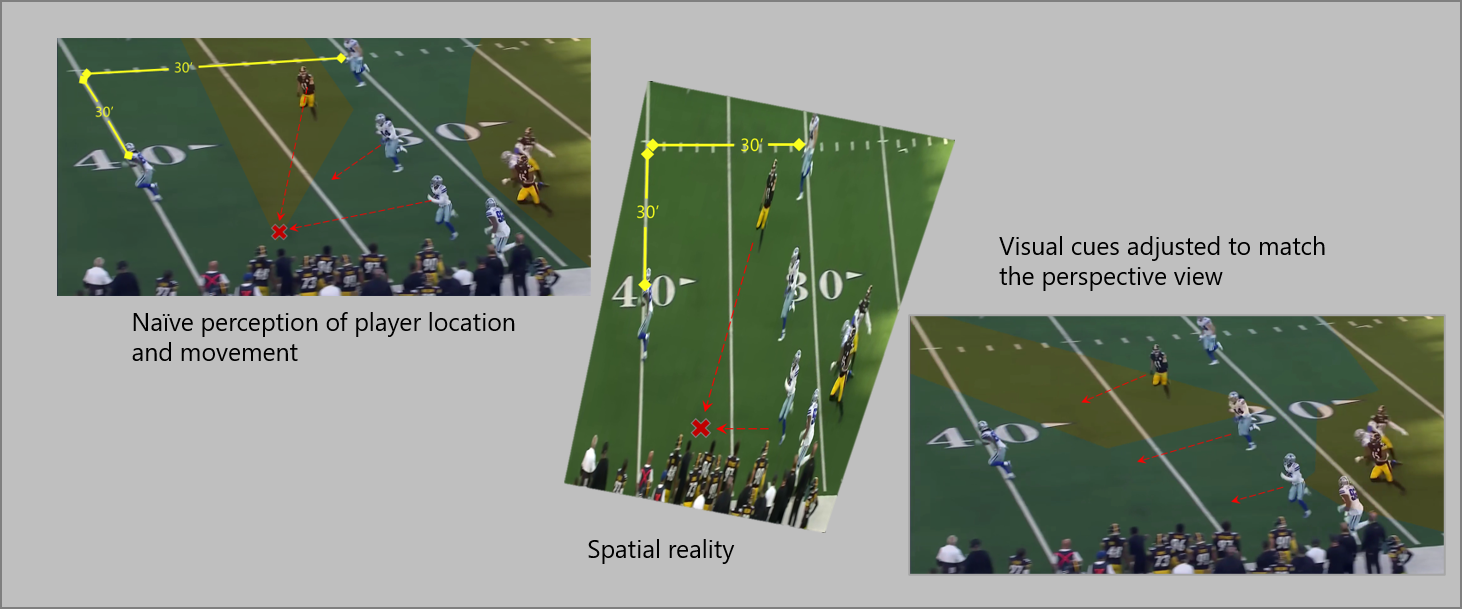 30'
30'
40
30
Naïve perception of player location
and movement
30'
30'
40
30
Spatial reality
Visual cues adjusted to match
the perspective view
40
30